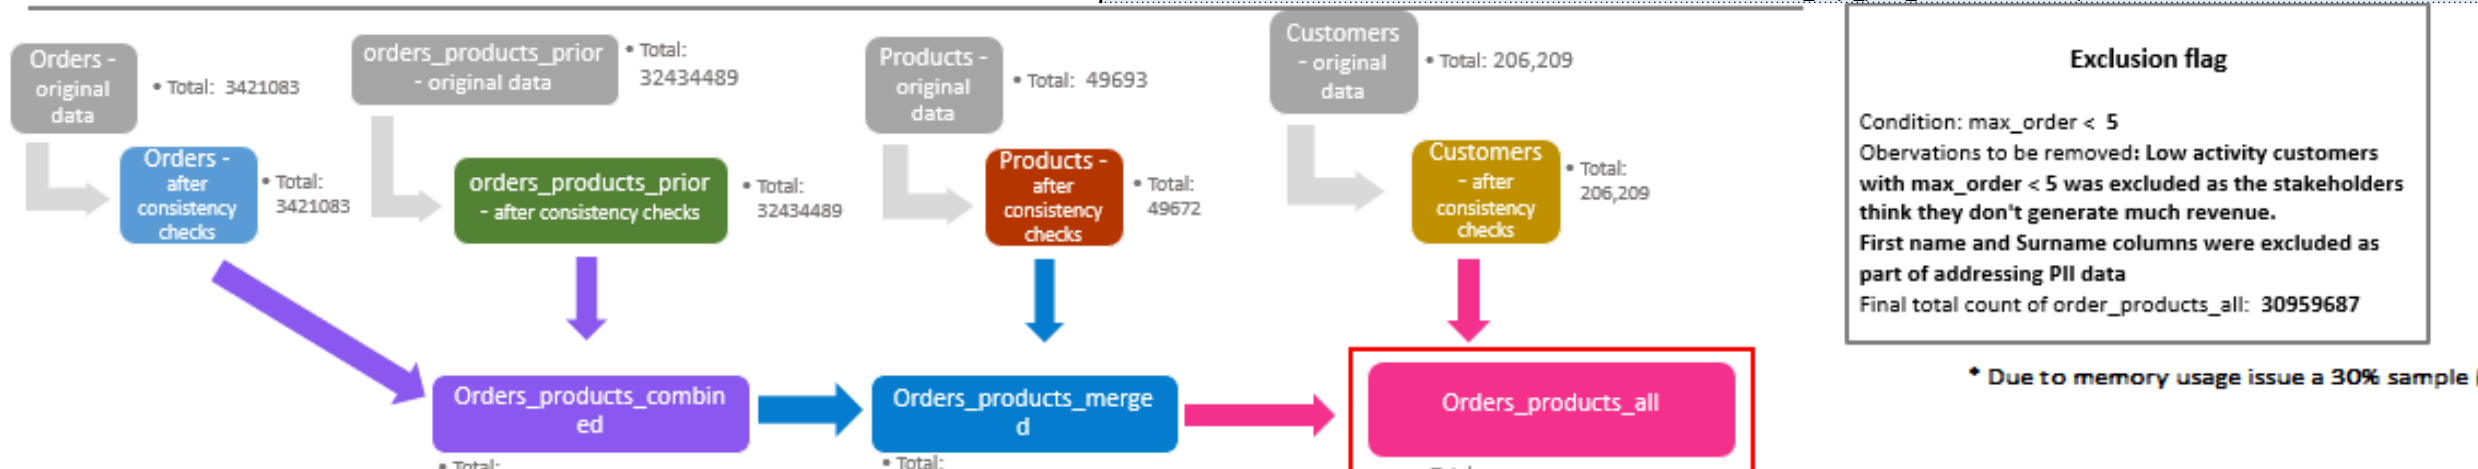 Orders -
original
data
• Total: 3421083
orders_products_prior
- original data
• Total:
32434489
Products -
original
data
• Total: 49693
Customers
- original
data
• Total: 206,209
Orders -
after
consistency
checks
• Total:
3421083
orders_products_prior
- after consistency checks
• Total:
32434489
Products -
after
consistency
checks
• Total:
49672
Customers
- after
consistency
checks
• Total:
206,209
Orders_products_combin
ed
• Total:
Orders_products_merge
d
• Total:
Orders_products_all
Exclusion flag
Condition: max_order < 5
Obervations to be removed: Low activity customers
with max_order < 5 was excluded as the stakeholders
think they don't generate much revenue.
First name and Surname columns were excluded as
part of addressing PII data
Final total count of order_products_all: 30959687
* Due to memory usage issue a 30% sample